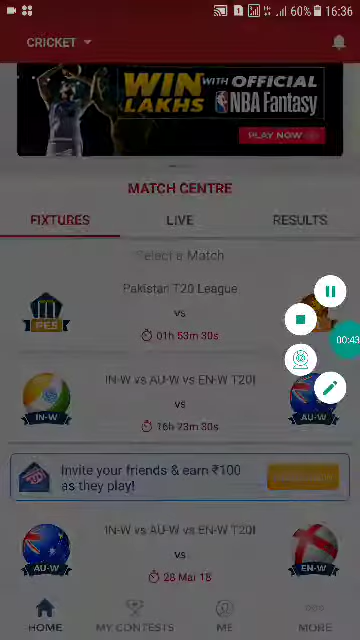 60% 16:36
CRICKET
WIN WITH OFFICIAL
LAKHS NBA Fantasy
PLAY NOW
MATCH CENTRE
FIXTURES LIVE RESULTS
Select a Match
Pakistan T20 League
PES vs
01h 53m 30s
00:43
IN-W vs AU-W vs EN-W T20I
IN-W vs AU-W
16h 23m 30s
Invite your friends & earn ₹100
as they play!
IN-W vs AU-W vs EN-W T20I
AU-W vs EN-W
28 Mar 18
HOME MY CONTESTS ME MORE